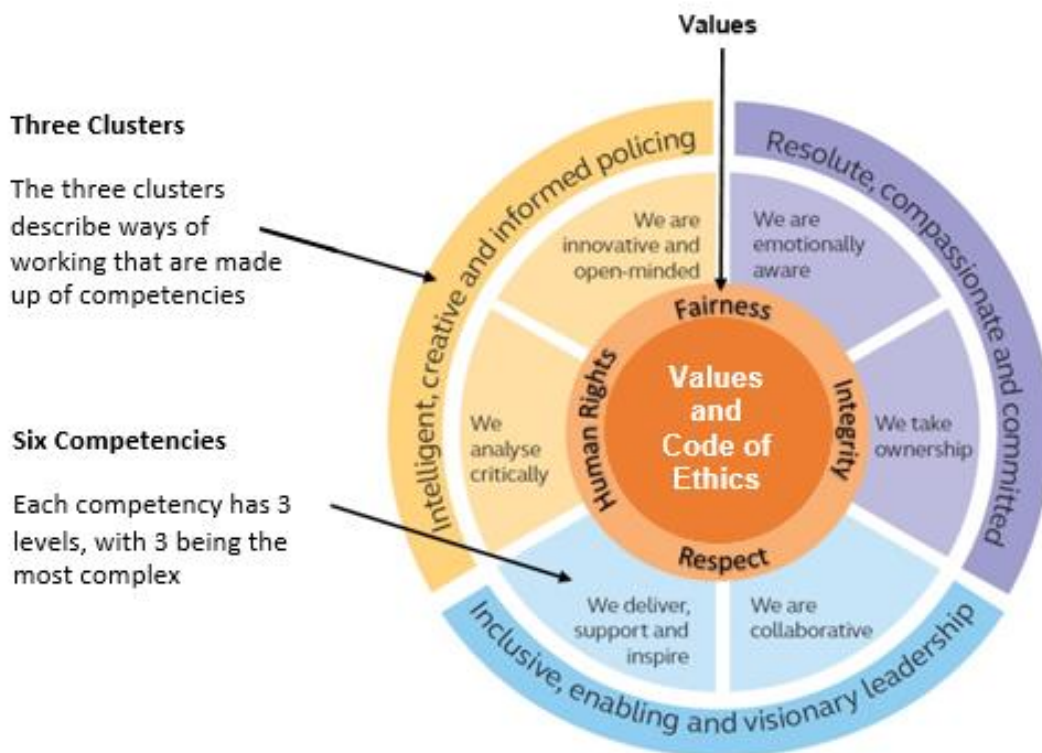 Values
Three Clusters
The three clusters
describe ways of
working that are made
up of competencies
Six Competencies
Each competency has 3
levels, with 3 being the
most complex
Intelligent, creative and informed policing
Resolute, compassionate and committed
Inclusive, enabling and visionary leadership
We are
innovative and
open-minded
We are
emotionally
aware
We
analyse
critically
We take
ownership
We deliver,
support and
inspire
We are
collaborative
Fairness
Human Rights
Integrity
Respect
Values
and
Code of
Ethics